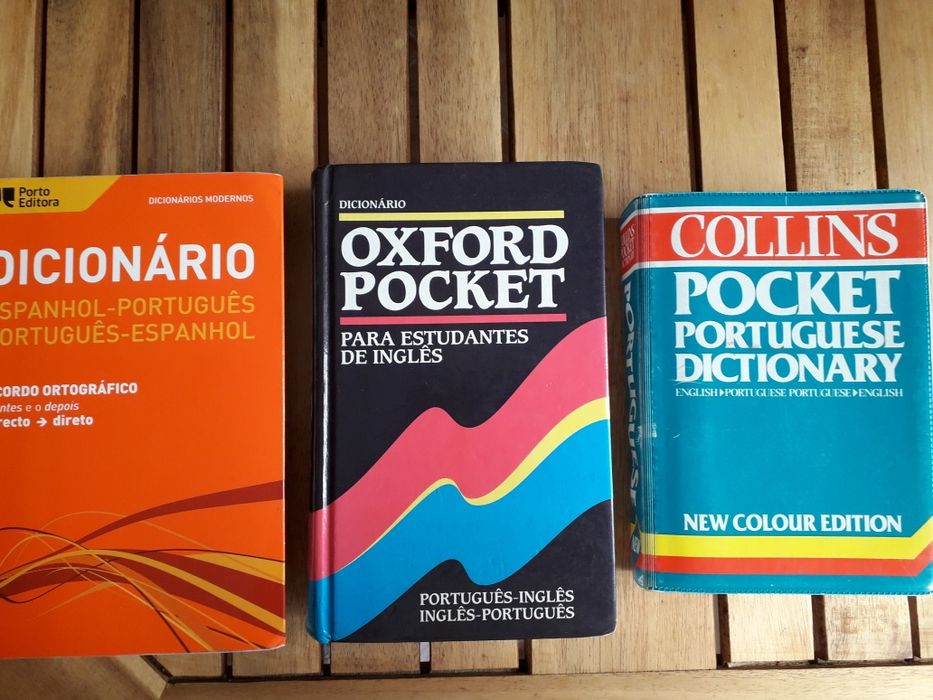 Porto
Editora
DICIONÁRIOS MODERNOS
DICIONÁRIO
SPANHOL-PORTUGUÊS
ORTUGUÊS-ESPANHOL
CORDO ORTOGRÁFICO
ntes e o depois
recto → direto
DICIONÁRIO
OXFORD
POCKET
PARA ESTUDANTES
DE INGLÊS
PORTUGUÊS-INGLÊS
INGLÊS-PORTUGUÊS
COLLINS
POCKET
PORTUGUESE
DICTIONARY
ENGLISH▸PORTUGUESE PORTUGUESE▸ENGLISH
NEW COLOUR EDITION
PORTUGUESE